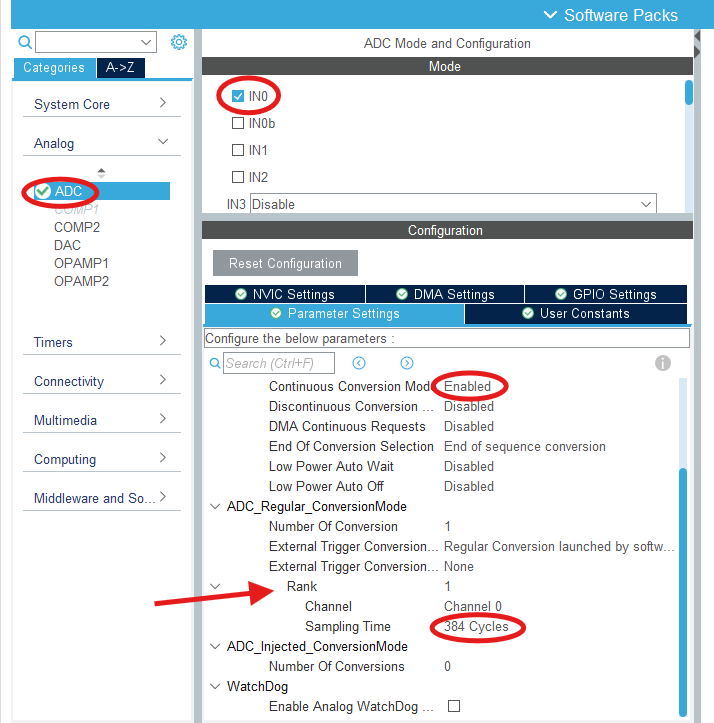 Software Packs
Categories
A->Z
System Core
Analog
ADC
COMP1
COMP2
DAC
OPAMP1
OPAMP2
Timers
Connectivity
Multimedia
Computing
Middleware and So...
ADC Mode and Configuration
Mode
IN0
IN0b
IN1
IN2
IN3 Disable
Configuration
Reset Configuration
NVIC Settings DMA Settings GPIO Settings
Parameter Settings User Constants
Configure the below parameters :
Search (Ctrl+F)
Continuous Conversion Mod Enabled
Discontinuous Conversion ... Disabled
DMA Continuous Requests Disabled
End Of Conversion Selection End of sequence conversion
Low Power Auto Wait Disabled
Low Power Auto Off Disabled
ADC_Regular_ConversionMode
Number Of Conversion 1
External Trigger Conversion... Regular Conversion launched by softw...
External Trigger Conversion... None
Rank 1
Channel Channel 0
Sampling Time 384 Cycles
ADC_Injected_ConversionMode
Number Of Conversions 0
WatchDog
Enable Analog WatchDog ...